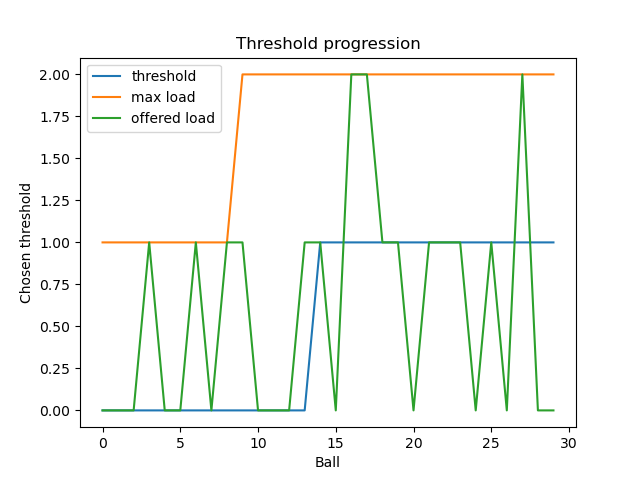 Threshold progression
threshold
max load
offered load
2.00
1.75
1.50
1.25
1.00
0.75
0.50
0.25
0.00
Chosen threshold
0 5 10 15 20 25 30
Ball